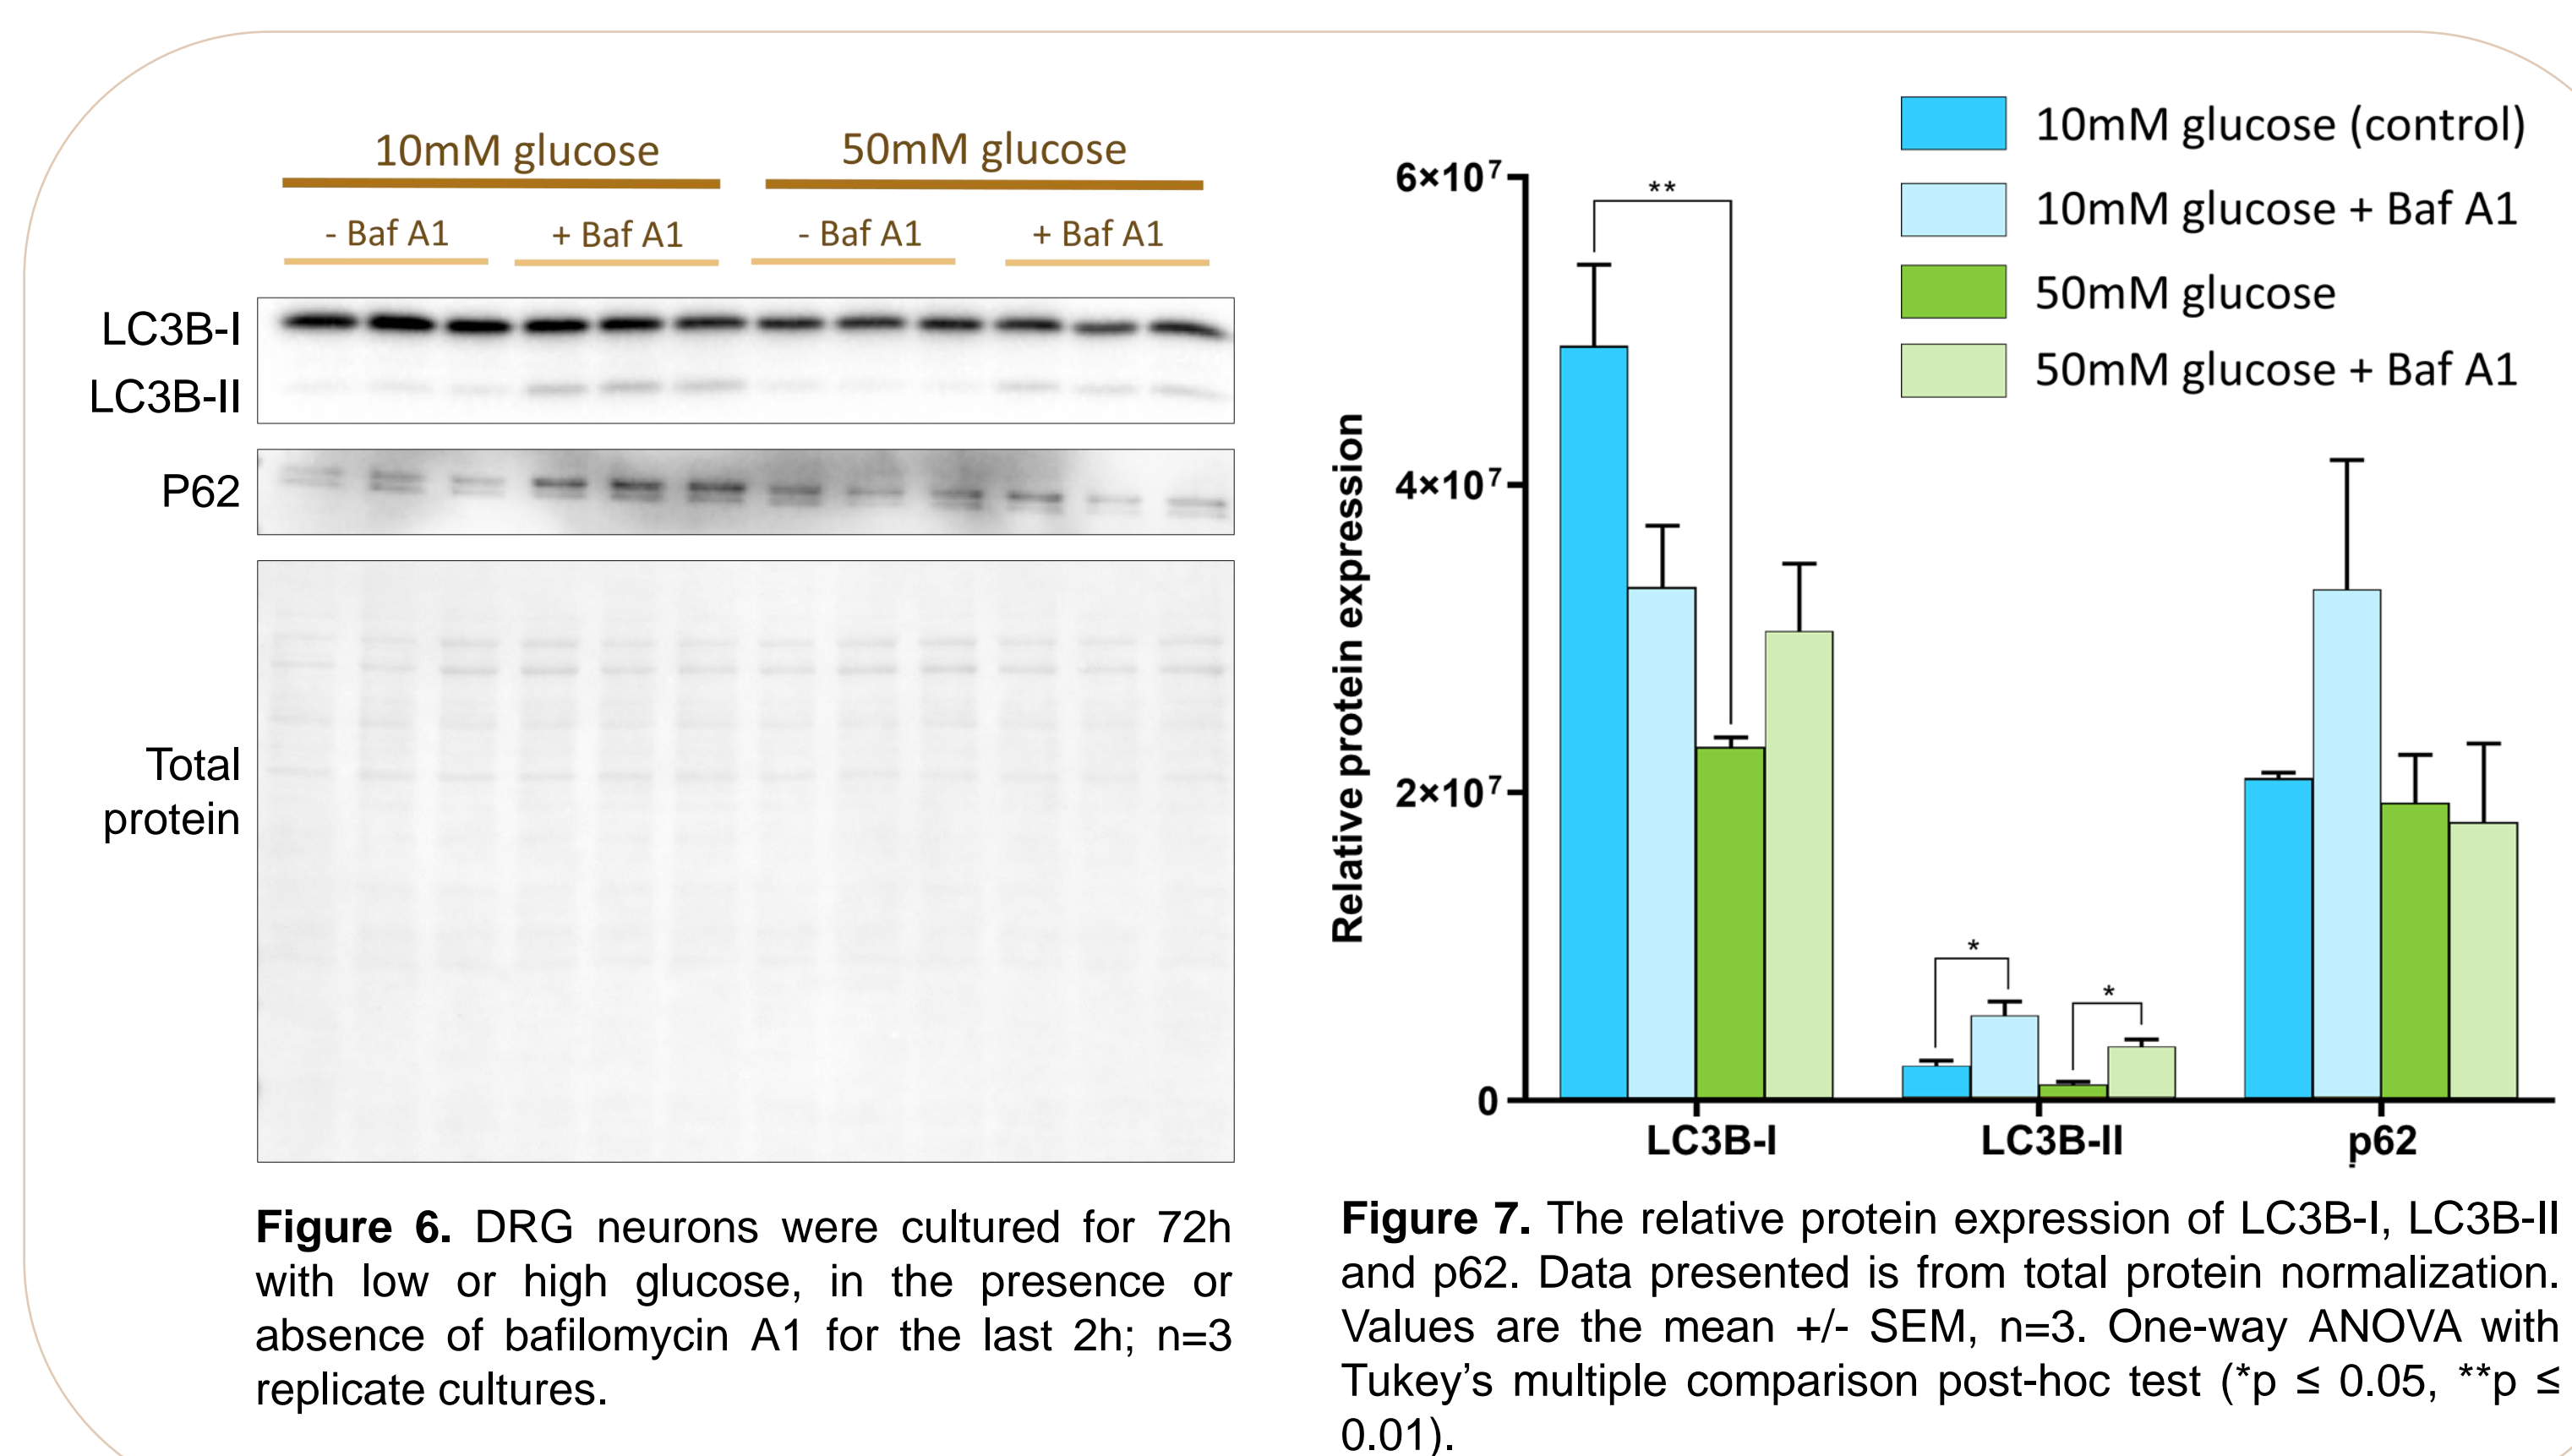 10mM glucose
50mM glucose
- Baf A1
+ Baf A1
- Baf A1
+ Baf A1
LC3B-I
LC3B-II
P62
Total
protein
Figure 6. DRG neurons were cultured for 72h
with low or high glucose, in the presence or
absence of bafilomycin A1 for the last 2h; n=3
replicate cultures.
10mM glucose (control)
10mM glucose + Baf A1
50mM glucose
50mM glucose + Baf A1
Relative protein expression
6×10⁷
4×10⁷
2×10⁷
0
**
*
*
LC3B-I
LC3B-II
p62
Figure 7. The relative protein expression of LC3B-I, LC3B-II
and p62. Data presented is from total protein normalization.
Values are the mean +/- SEM, n=3. One-way ANOVA with
Tukey’s multiple comparison post-hoc test (*p ≤ 0.05, **p ≤
0.01).